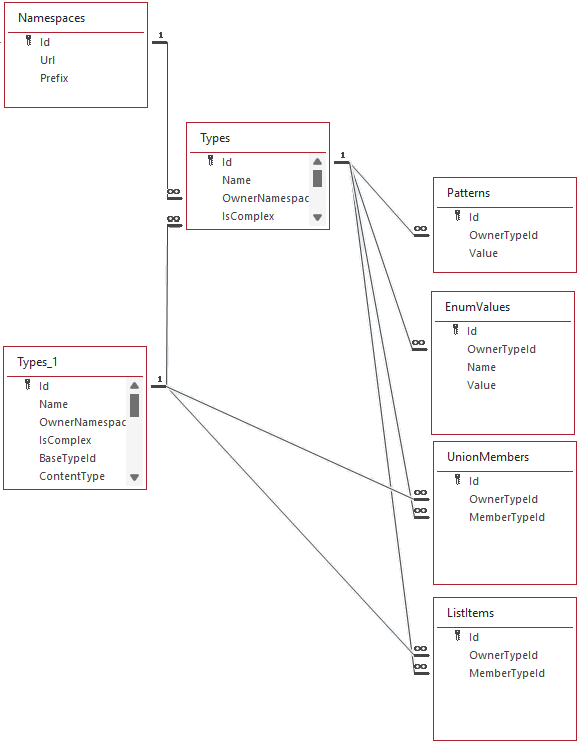 Namespaces
Id
Url
Prefix
1
∞
Types
Id
Name
OwnerNamespac
IsComplex
1
∞
Patterns
Id
OwnerTypeId
Value
∞
EnumValues
Id
OwnerTypeId
Name
Value
∞
Types_1
Id
Name
OwnerNamespac
IsComplex
BaseTypeId
ContentType
1
UnionMembers
Id
OwnerTypeId
MemberTypeId
∞
∞
ListItems
Id
OwnerTypeId
MemberTypeId
∞
∞